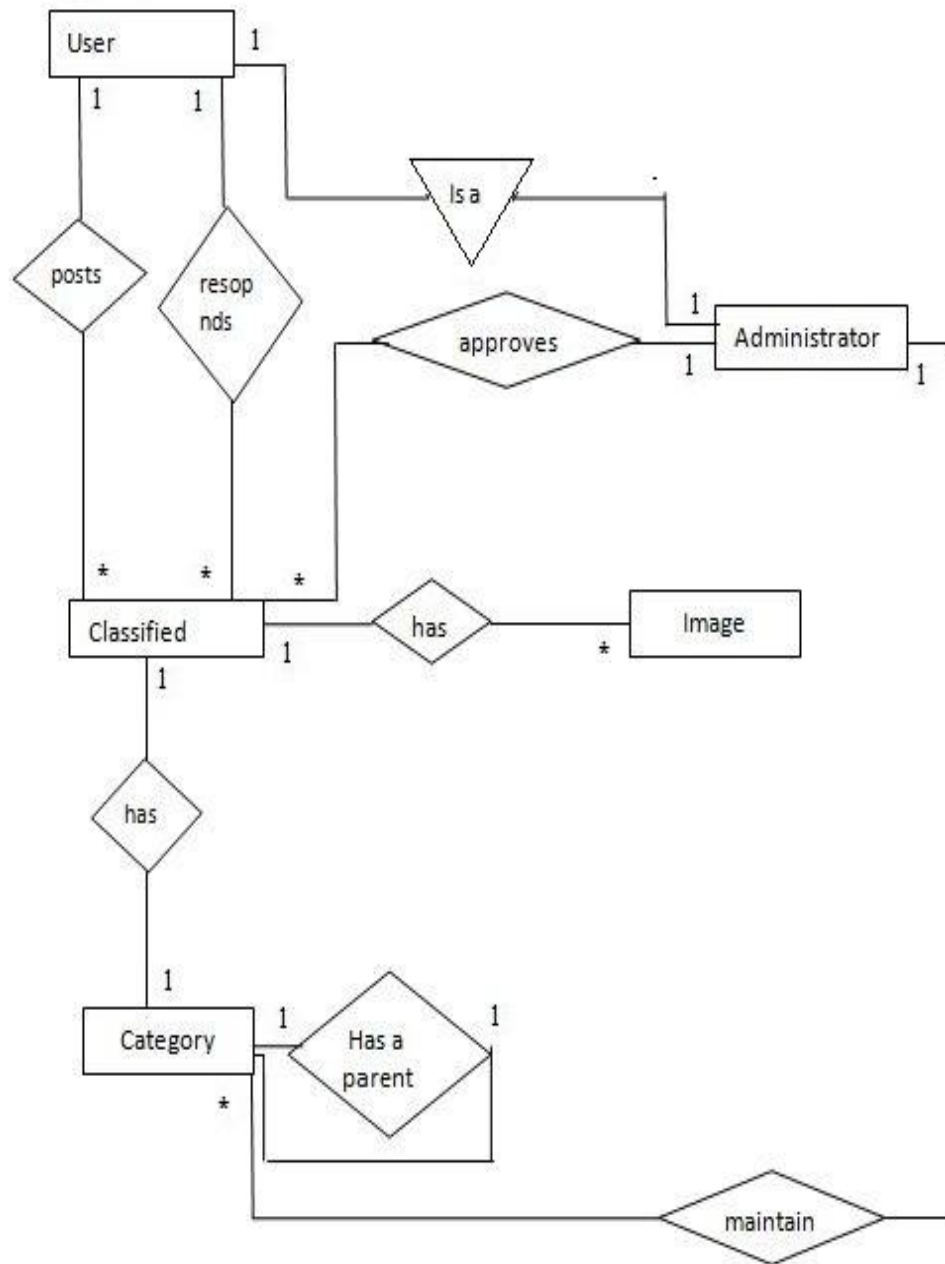 User
1
1
1
Is a
posts
resop
nds
1
approves
Administrator
1
1
*
*
*
Classified
1
has
*
Image
1
has
1
Category
1
Has a
parent
1
*
maintain